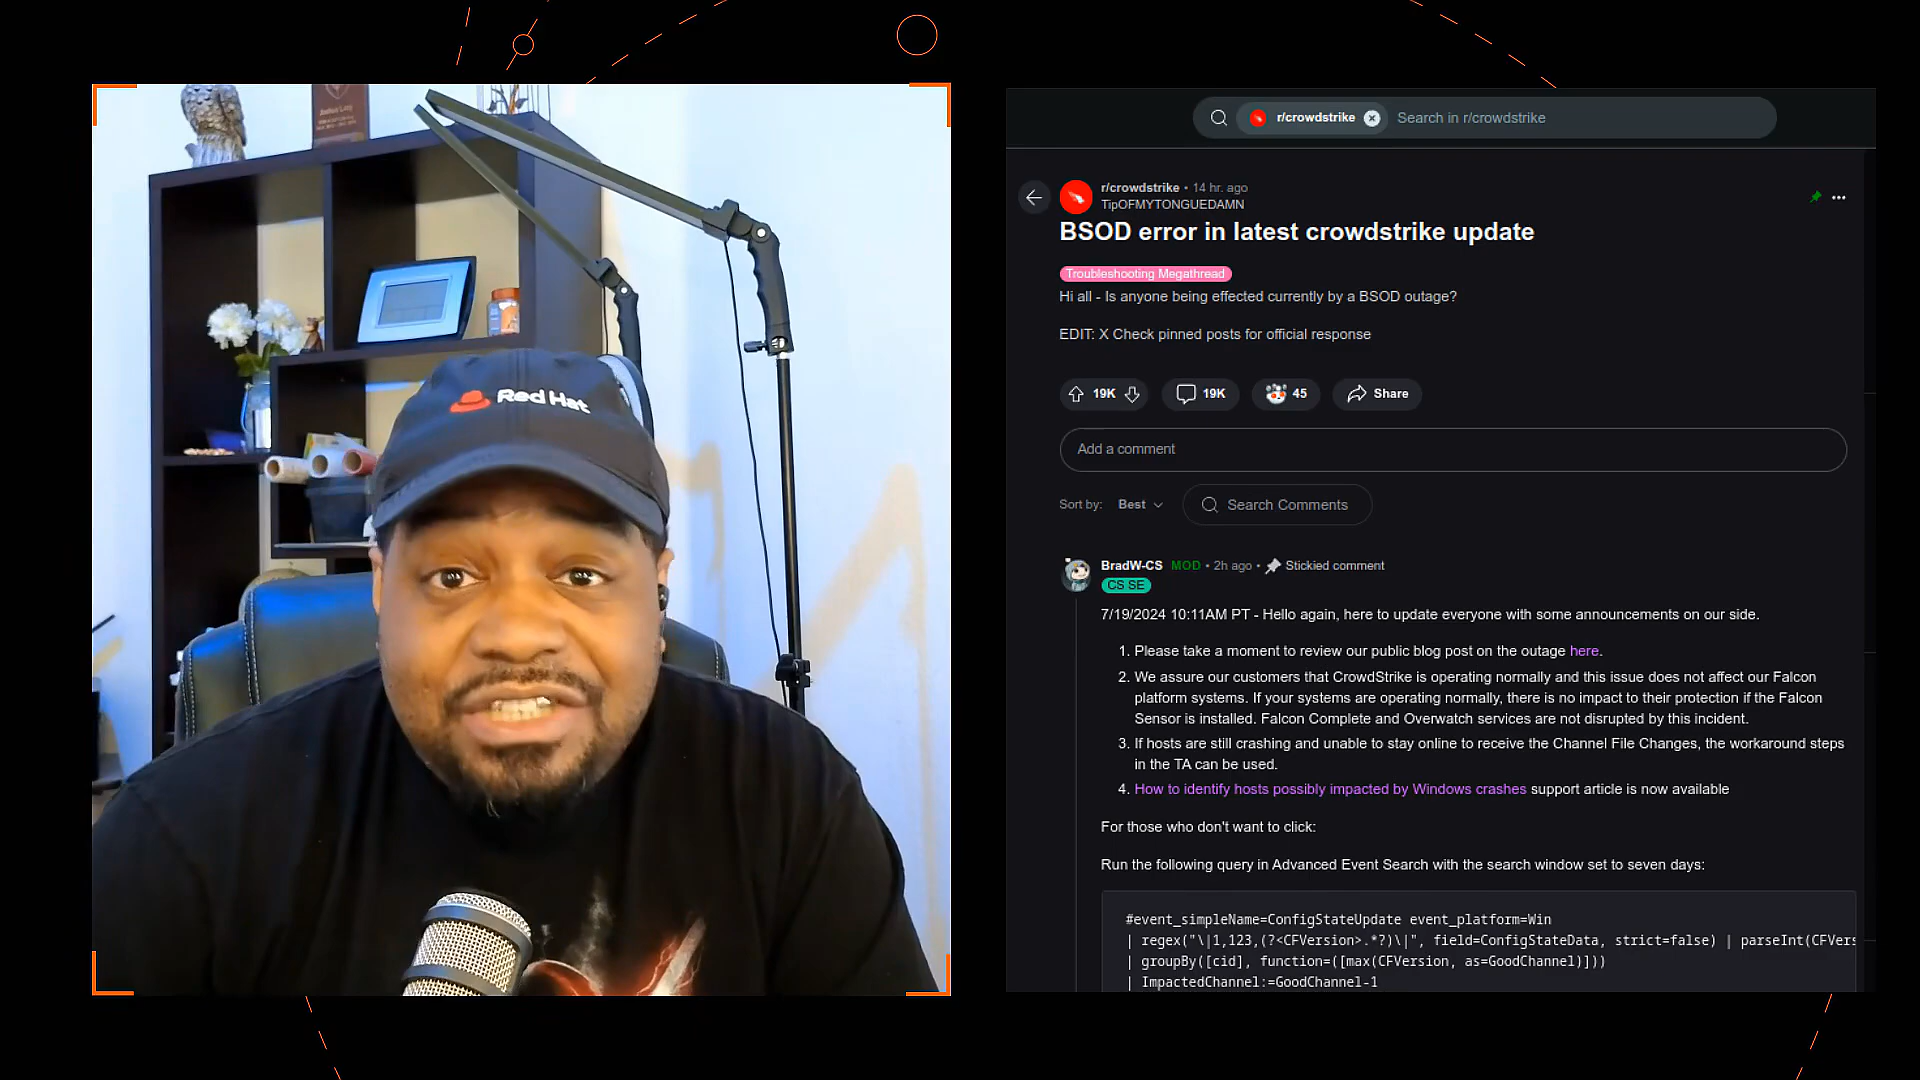 Red Hat
r/crowdstrike
Search in r/crowdstrike
r/crowdstrike • 14 hr. ago
TipOFMYTONGUEDAMN
BSOD error in latest crowdstrike update
Troubleshooting Megathread
Hi all - Is anyone being effected currently by a BSOD outage?
EDIT: X Check pinned posts for official response
19K
19K
45
Share
Add a comment
Sort by: Best
Search Comments
BradW-CS MOD • 2h ago • Stickied comment
CS SE
7/19/2024 10:11AM PT - Hello again, here to update everyone with some announcements on our side.
1. Please take a moment to review our public blog post on the outage here.
2. We assure our customers that CrowdStrike is operating normally and this issue does not affect our Falcon
platform systems. If your systems are operating normally, there is no impact to their protection if the Falcon
Sensor is installed. Falcon Complete and Overwatch services are not disrupted by this incident.
3. If hosts are still crashing and unable to stay online to receive the Channel File Changes, the workaround steps
in the TA can be used.
4. How to identify hosts possibly impacted by Windows crashes support article is now available
For those who don't want to click:
Run the following query in Advanced Event Search with the search window set to seven days:
#event_simpleName=ConfigStateUpdate event_platform=Win
| regex("\|1,123,(?<CFVersion>.*?)\|", field=ConfigStateData, strict=false) | parseInt(CFVers
| groupBy([cid], function=([max(CFVersion, as=GoodChannel)]))
| ImpactedChannel:=GoodChannel-1